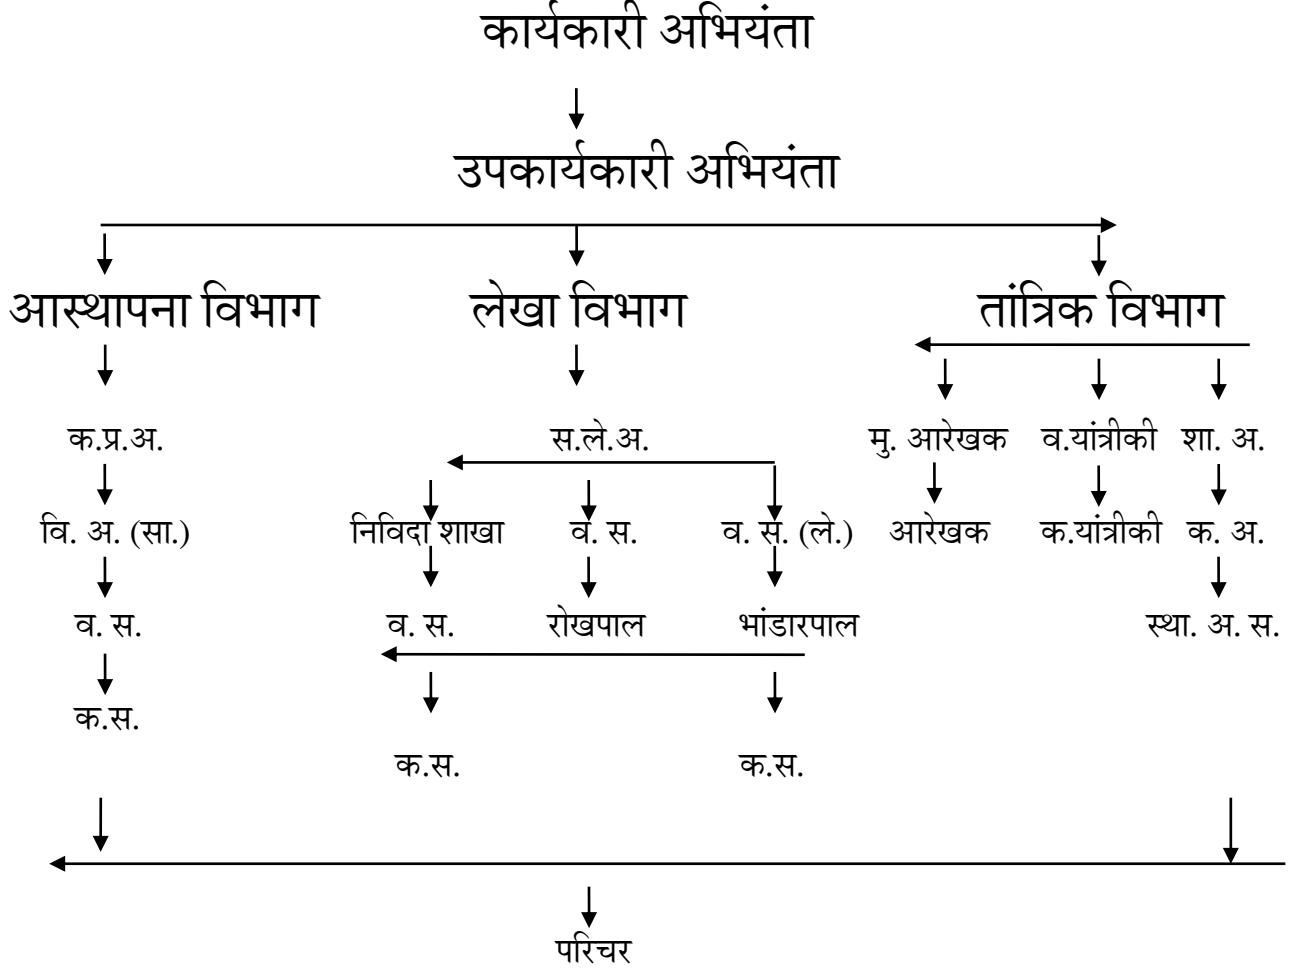 कार्यकारी अभियंता
उपकार्यकारी अभियंता
आस्थापना विभाग लेखा विभाग तांत्रिक विभाग
क.प्र.अ. स.ले.अ. मु. आरेखक व.यांत्रीकी शा. अ.
वि. अ. (सा.) निविदा शाखा व. स. व. स. (ले.) आरेखक क.यांत्रीकी क. अ.
व. स. व. स. रोखपाल भांडारपाल स्था. अ. स.
क.स.
क.स. क.स.
परिचर